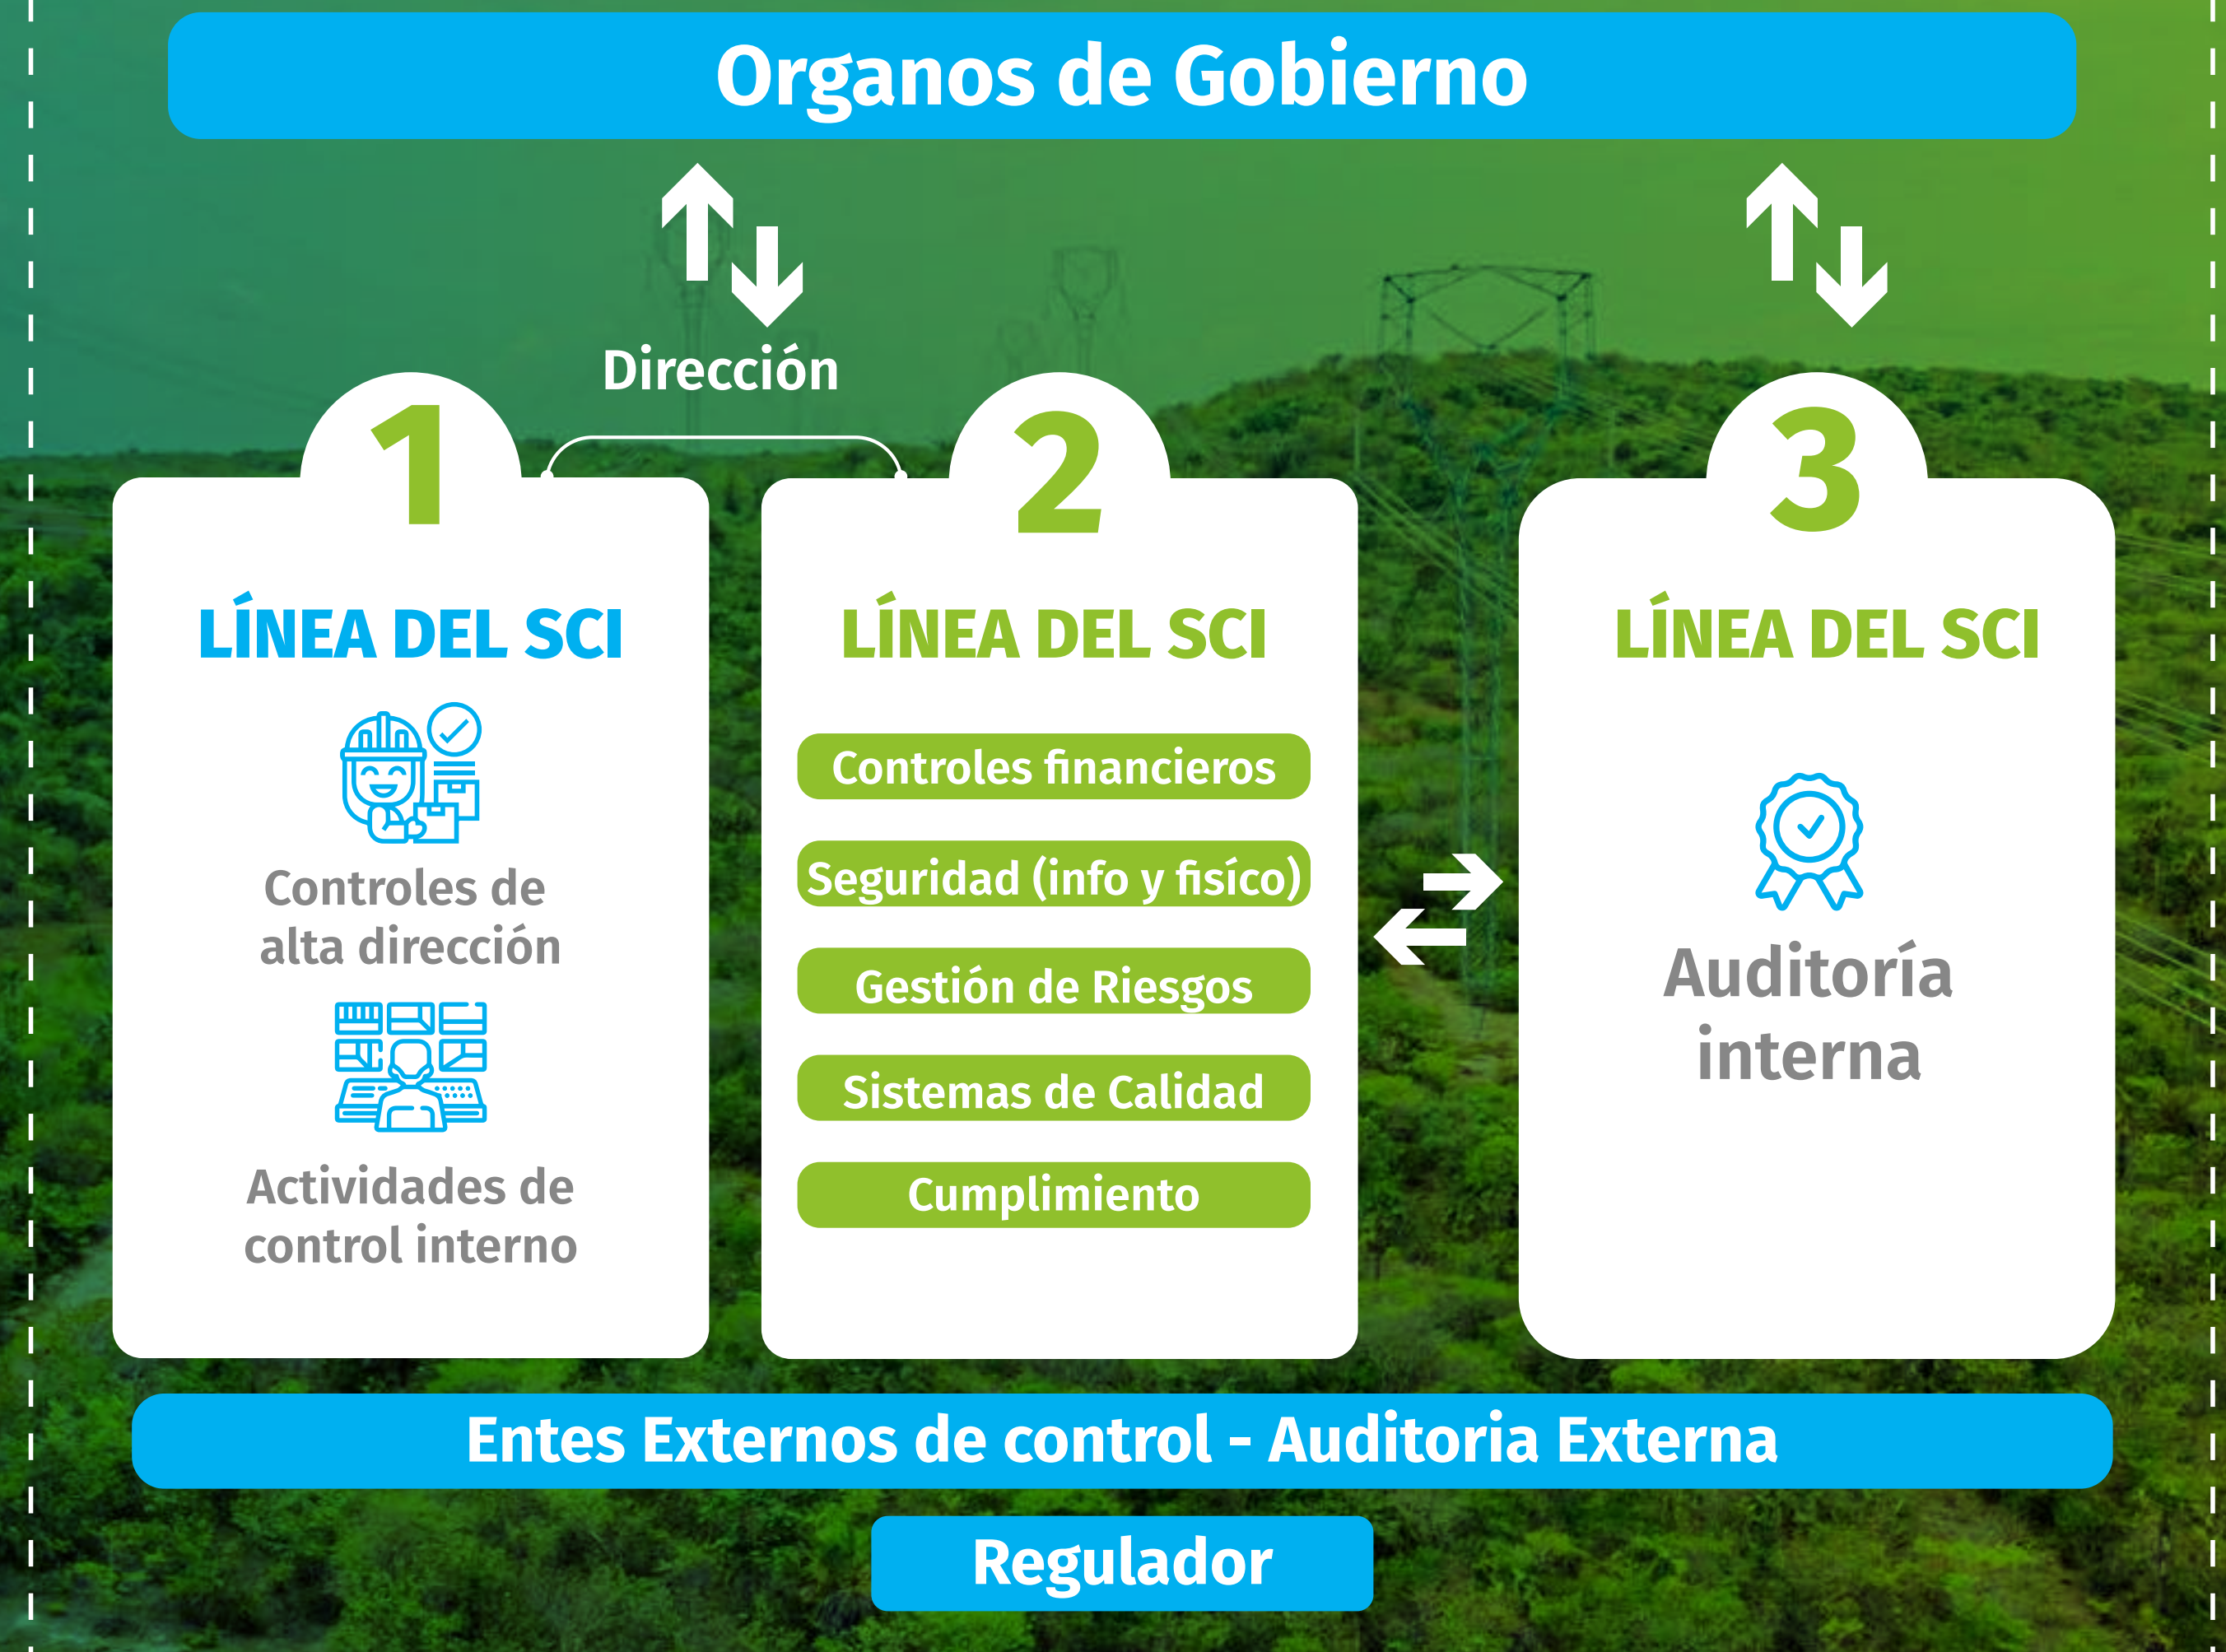 Organos de Gobierno
Dirección
1
LÍNEA DEL SCI
Controles de
alta dirección
Actividades de
control interno
2
LÍNEA DEL SCI
Controles financieros
Seguridad (info y fisíco)
Gestión de Riesgos
Sistemas de Calidad
Cumplimiento
3
LÍNEA DEL SCI
Auditoría
interna
Entes Externos de control - Auditoria Externa
Regulador